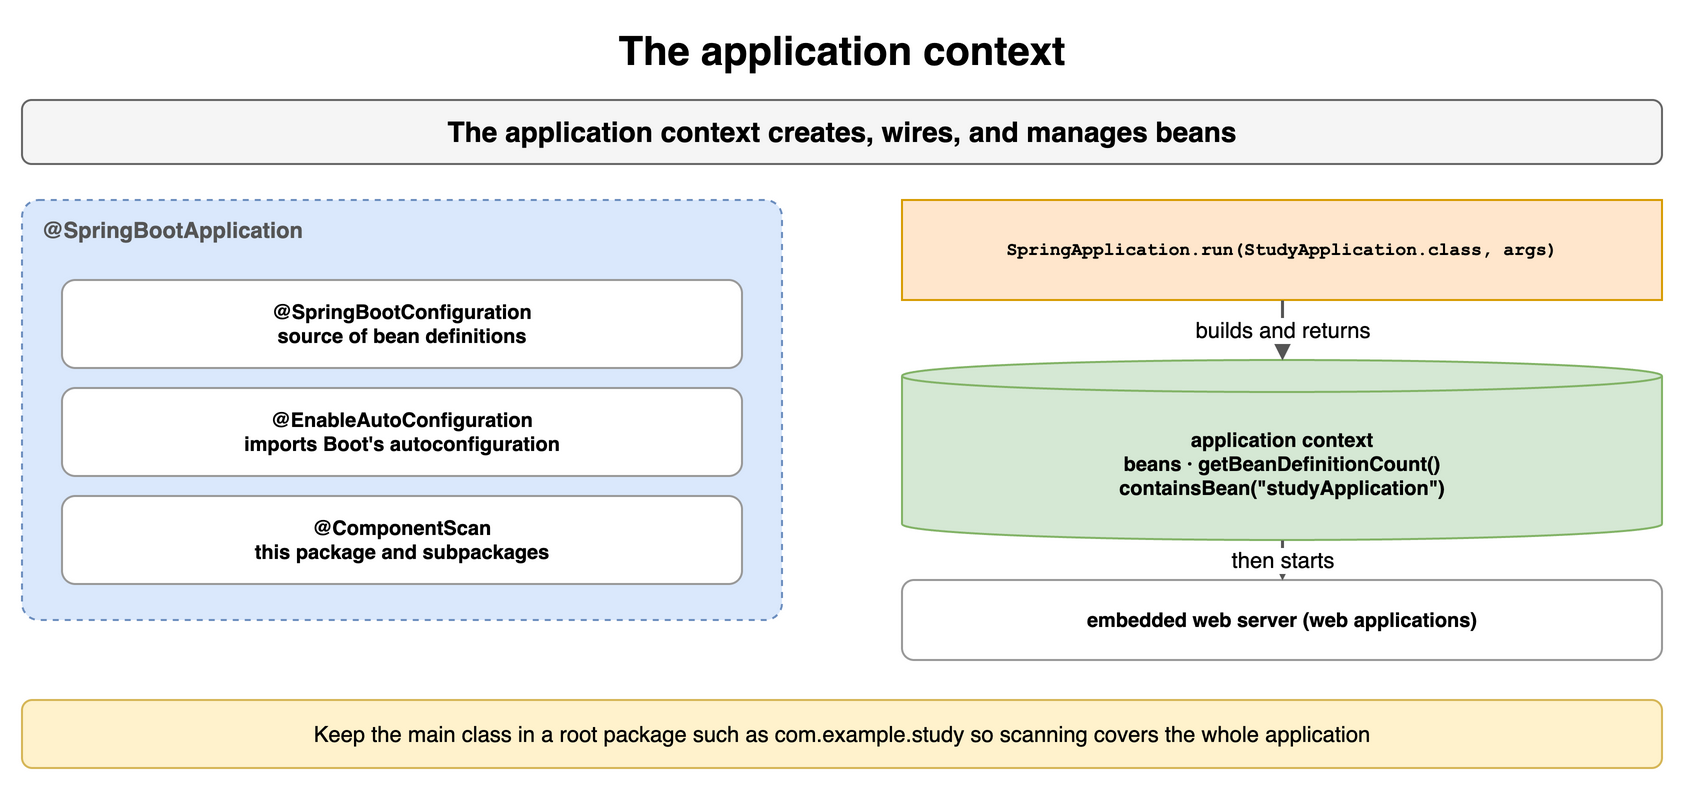 The application context
The application context creates, wires, and manages beans
@SpringBootApplication
@SpringBootConfiguration
source of bean definitions
@EnableAutoConfiguration
imports Boot's autoconfiguration
@ComponentScan
this package and subpackages
SpringApplication.run(StudyApplication.class, args)
builds and returns
application context
beans · getBeanDefinitionCount()
containsBean("studyApplication")
then starts
embedded web server (web applications)
Keep the main class in a root package such as com.example.study so scanning covers the whole application